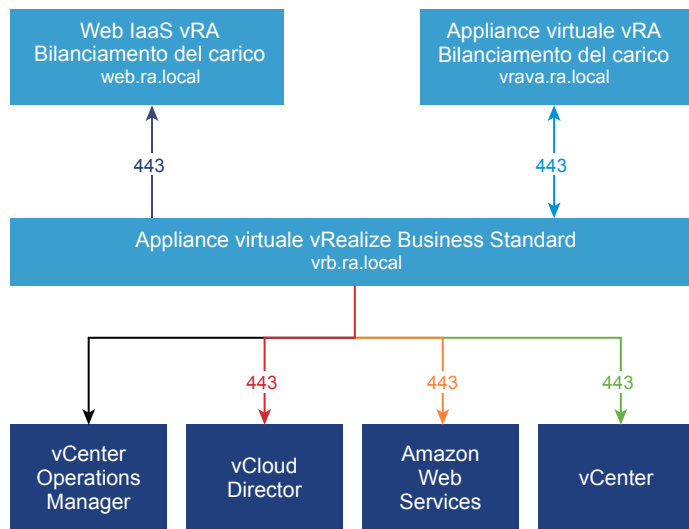 Web IaaS vRA
Bilanciamento del carico
web.ra.local
Appliance virtuale vRA
Bilanciamento del carico
vrava.ra.local
443
443
Appliance virtuale vRealize Business Standard
vrb.ra.local
443
443
443
vCenter
Operations
Manager
vCloud
Director
Amazon
Web
Services
vCenter